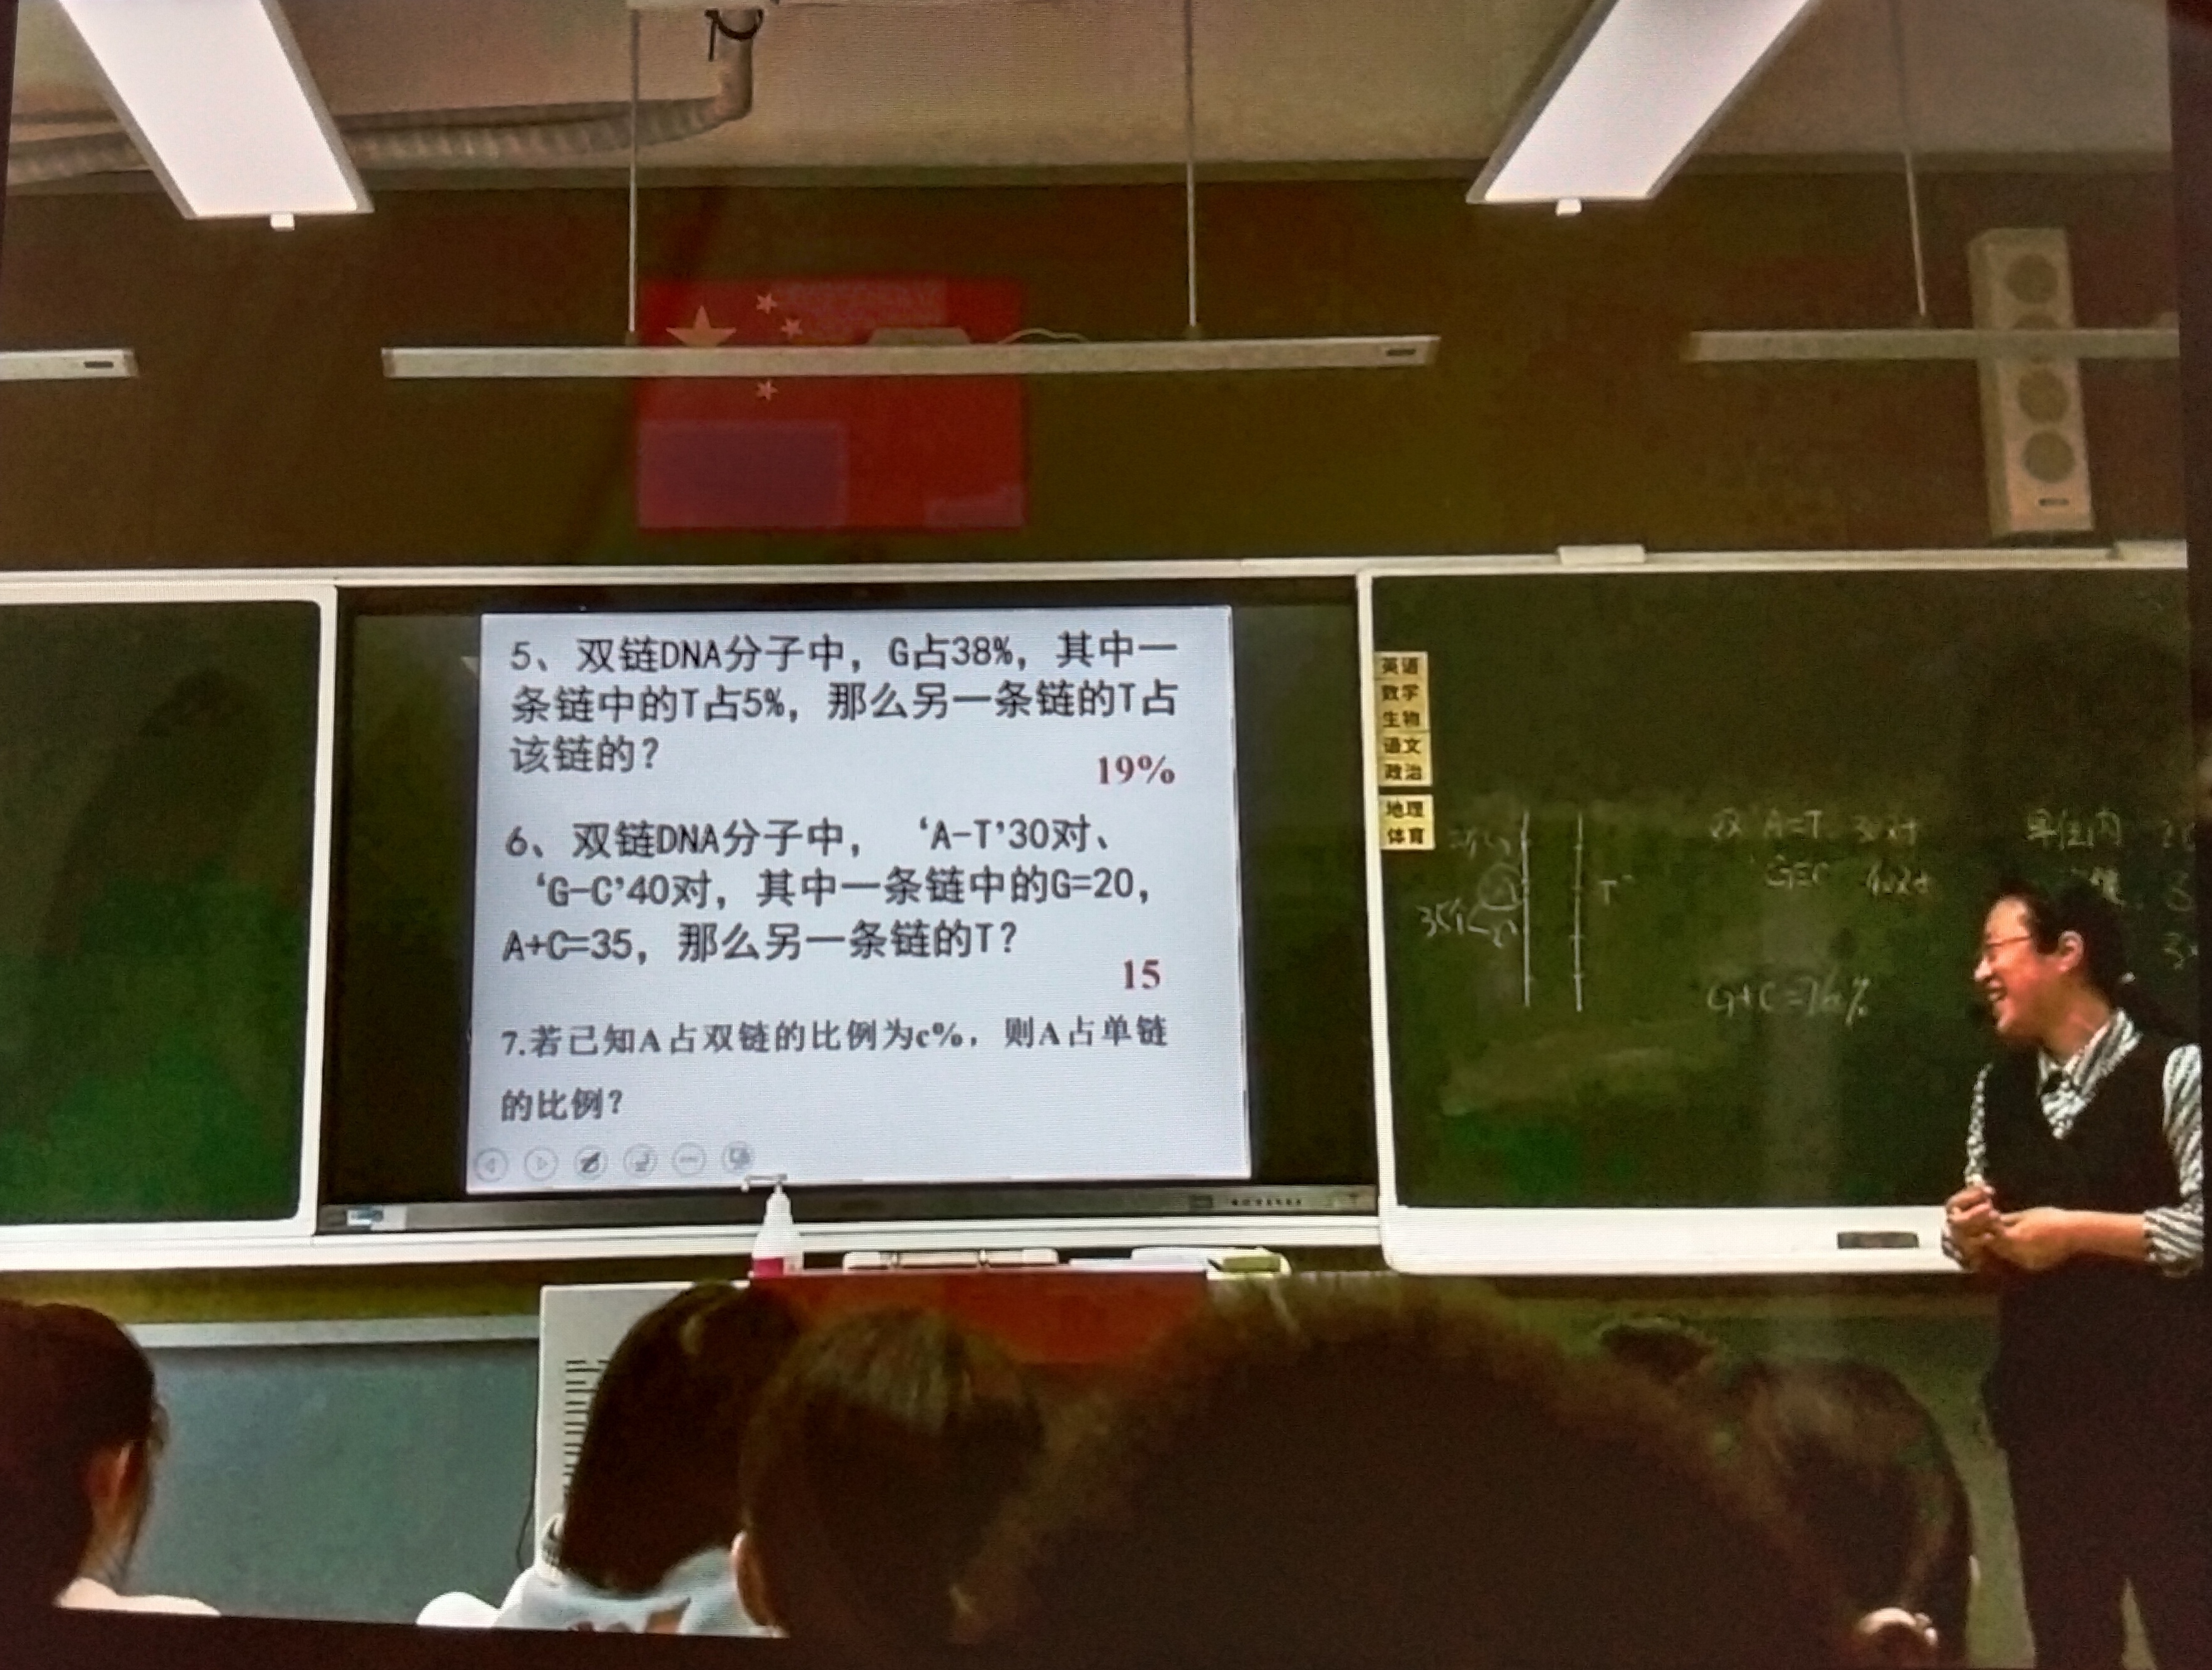 5、双链DNA分子中，G占38%，其中一
条链中的T占5%，那么另一条链的T占
该链的？
19%
6、双链DNA分子中，‘A-T’30对、
‘G-C’40对，其中一条链中的G=20，
A+C=35，那么另一条链的T？
15
7.若已知A占双链的比例为c%，则A占单链
的比例？
英语
数学
生物
语文
政治
地理
体育
A=T 30对
G≡C 40对
G+C=76%
T